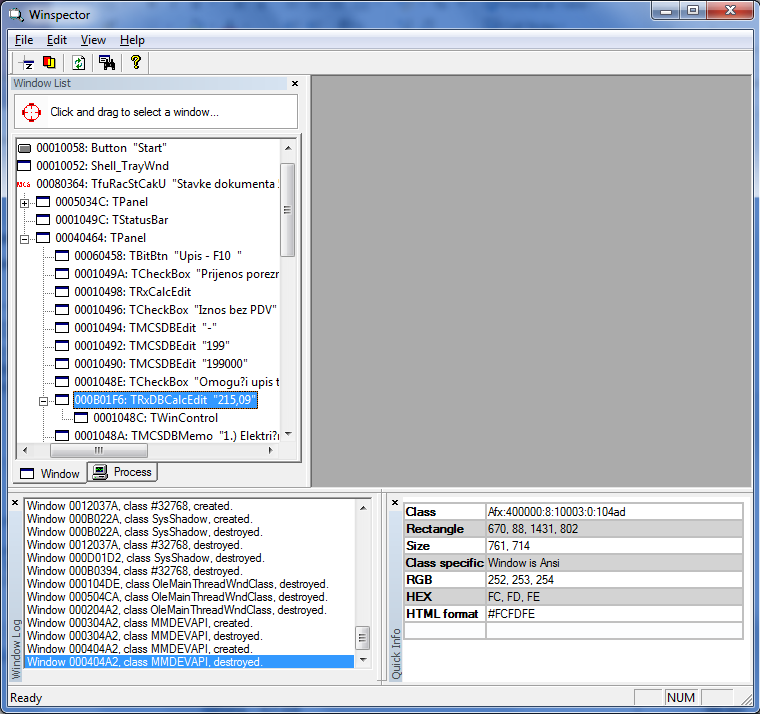 Winspector
File Edit View Help
Window List
Click and drag to select a window...
00010058: Button "Start"
00010052: Shell_TrayWnd
00080364: TfuRacStCakU "Stavke dokumenta
0005034C: TPanel
0001049C: TStatusBar
00040464: TPanel
00060458: TBitBtn "Upis - F10 "
0001049A: TCheckBox "Prijenos porezn
00010498: TRxCalcEdit
00010496: TCheckBox "Iznos bez PDV"
00010494: TMCSDBEdit "-"
00010492: TMCSDBEdit "199"
00010490: TMCSDBEdit "199000"
0001048E: TCheckBox "Omogu?i upis t
000B01F6: TRxDBCalcEdit "215,09"
0001048C: TWinControl
0001048A: TMCSDBMemo "1.) Elektri?
Window Process
Window 0012037A, class #32768, created.
Window 000B022A, class SysShadow, created.
Window 000B022A, class SysShadow, destroyed.
Window 0012037A, class #32768, destroyed.
Window 000D01D2, class SysShadow, destroyed.
Window 000B0394, class #32768, destroyed.
Window 000104DE, class OleMainThreadWndClass, destroyed.
Window 000504CA, class OleMainThreadWndClass, destroyed.
Window 000204A2, class OleMainThreadWndClass, destroyed.
Window 000304A2, class MMDEVAPI, created.
Window 000304A2, class MMDEVAPI, destroyed.
Window 000404A2, class MMDEVAPI, created.
Window 000404A2, class MMDEVAPI, destroyed.
Window Log
Class Afx:400000:8:10003:0:104ad
Rectangle 670, 88, 1431, 802
Size 761, 714
Class specific Window is Ansi
RGB 252, 253, 254
HEX FC, FD, FE
HTML format #FCFDFE
Quick Info
Ready NUM